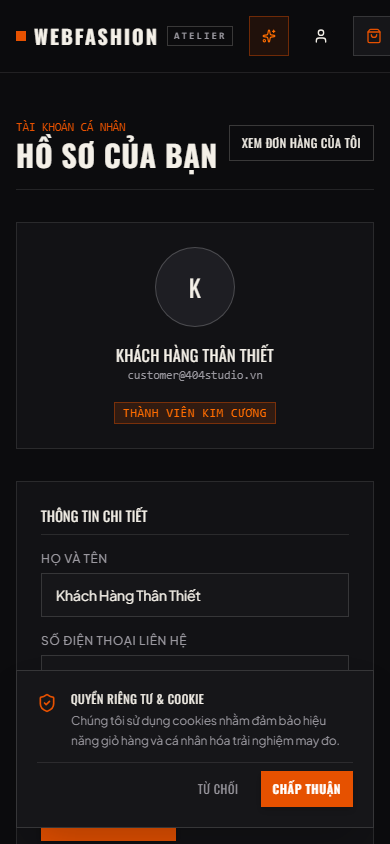 WEBFASHION ATELIER
TÀI KHOẢN CÁ NHÂN
HỒ SƠ CỦA BẠN
XEM ĐƠN HÀNG CỦA TÔI
K
KHÁCH HÀNG THÂN THIẾT
customer@404studio.vn
THÀNH VIÊN KIM CƯƠNG
THÔNG TIN CHI TIẾT
HỌ VÀ TÊN
Khách Hàng Thân Thiết
SỐ ĐIỆN THOẠI LIÊN HỆ
QUYỀN RIÊNG TƯ & COOKIE
Chúng tôi sử dụng cookies nhằm đảm bảo hiệu
năng giỏ hàng và cá nhân hóa trải nghiệm may đo.
TỪ CHỐI
CHẤP THUẬN